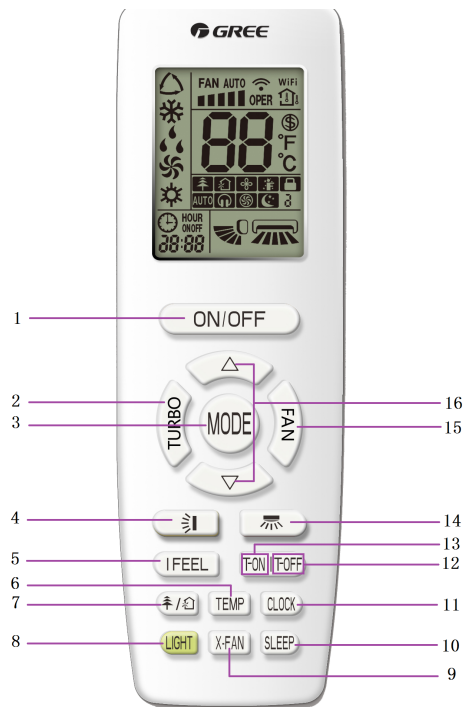 GREE
FAN AUTO WiFi
OPER
88 °F
°C
AUTO
HOUR
ON OFF
88:88
1 ON/OFF
2 TURBO
3 MODE
FAN
16
15
4
14
13
5 I FEEL T-ON T-OFF 12
6
7 / TEMP CLOCK 11
8 LIGHT X-FAN SLEEP 10
9